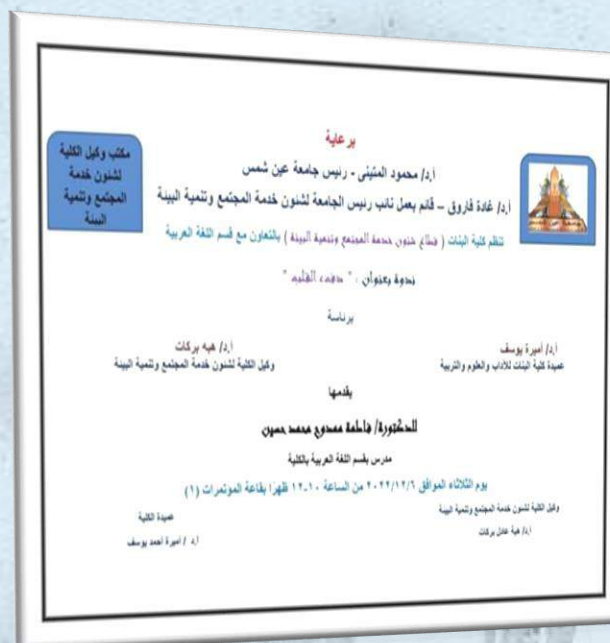 برعاية
مكتب وكيل الكلية
لشئون خدمة
المجتمع وتنمية
البيئة
أ.د/ محمود المتينى - رئيس جامعة عين شمس
أ.د/ غادة فاروق – قائم بعمل نائب رئيس الجامعة لشئون خدمة المجتمع وتنمية البيئة
تنظم كلية البنات ( قطاع شئون خدمة المجتمع وتنمية البيئة ) بالتعاون مع قسم اللغة العربية
ندوة بعنوان : "
برئاسة
أ.د/ أميرة يوسف
عميدة كلية البنات للآداب والعلوم والتربية
أ.د/ هبه بركات
وكيل الكلية لشئون خدمة المجتمع وتنمية البيئة
يقدمها
للدكتورة/ فاطمة ممدوح محمد حسين
مدرس بقسم اللغة العربية بالكلية
يوم الثلاثاء الموافق ٢٠٢٢/١٢/٦ من الساعة ١٠-١٢ ظهرا بقاعة المؤتمرات (١)
وكيل الكلية لشئون خدمة المجتمع وتنمية البيئة
أ.د/ هبة عادل بركات
عميدة الكلية
أ.د / أميرة أحمد يوسف